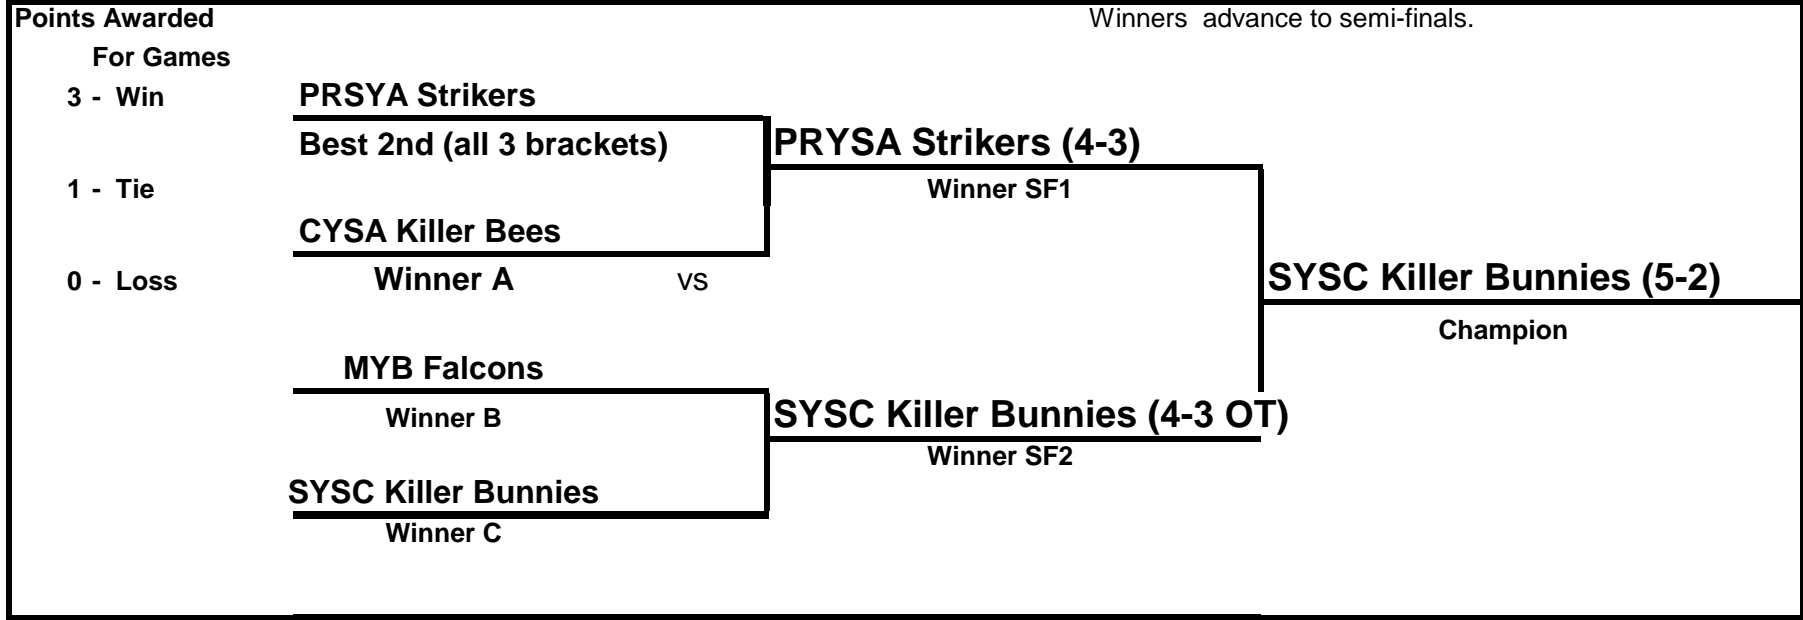 Points Awarded
Winners advance to semi-finals.
For Games
3 - Win
PRSYA Strikers
Best 2nd (all 3 brackets)
PRYSA Strikers (4-3)
1 - Tie
Winner SF1
CYSA Killer Bees
0 - Loss
Winner A vs
SYSC Killer Bunnies (5-2)
Champion
MYB Falcons
Winner B
SYSC Killer Bunnies (4-3 OT)
Winner SF2
SYSC Killer Bunnies
Winner C